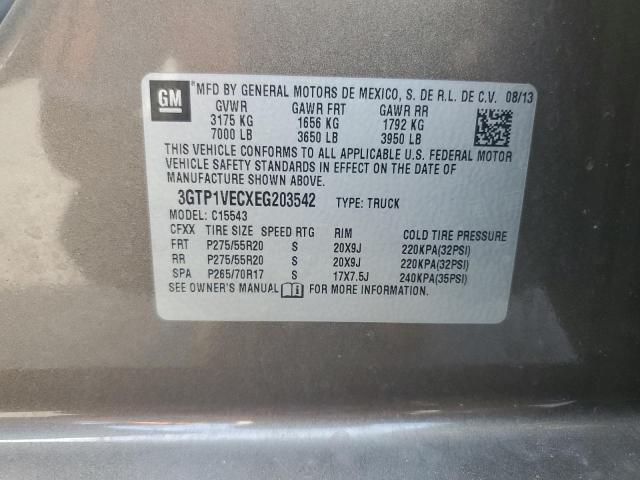 GM
*MFD BY GENERAL MOTORS DE MEXICO, S. DE R.L. DE C.V. 08/13
GVWR GAWR FRT GAWR RR
3175 KG 1656 KG 1792 KG
7000 LB 3650 LB 3950 LB
THIS VEHICLE CONFORMS TO ALL APPLICABLE U.S. FEDERAL MOTOR
VEHICLE SAFETY STANDARDS IN EFFECT ON THE DATE OF
MANUFACTURE SHOWN ABOVE.
3GTP1VECXEG203542 TYPE: TRUCK
MODEL: C15543
CFXX TIRE SIZE SPEED RTG RIM COLD TIRE PRESSURE
FRT P275/55R20 S 20X9J 220KPA(32PSI)
RR P275/55R20 S 20X9J 220KPA(32PSI)
SPA P265/70R17 S 17X7.5J 240KPA(35PSI)
SEE OWNER'S MANUAL FOR MORE INFORMATION.